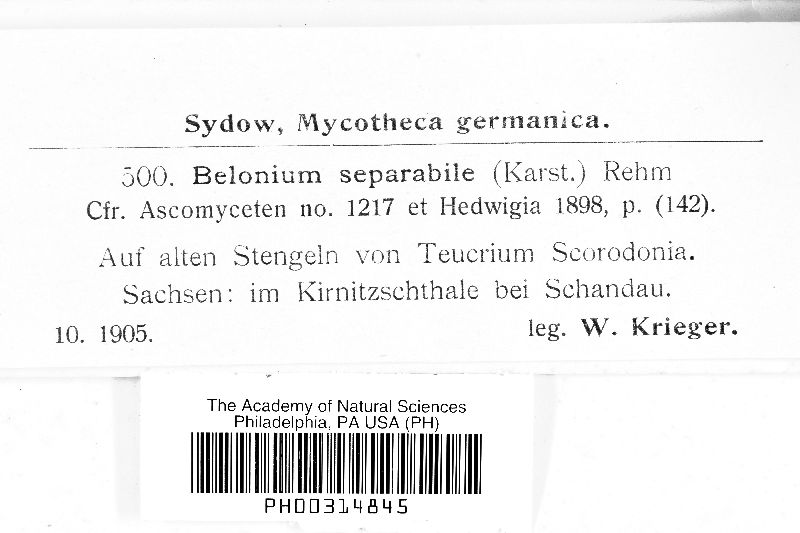 Sydow, Mycotheca germanica.
500. Belonium separabile (Karst.) Rehm
Cfr. Ascomyceten no. 1217 et Hedwigia 1898, p. (142).
Auf alten Stengeln von Teucrium Scorodonia.
Sachsen: im Kirnitzschthale bei Schandau.
10. 1905. leg. W. Krieger.
The Academy of Natural Sciences
Philadelphia, PA USA (PH)
PH00314845